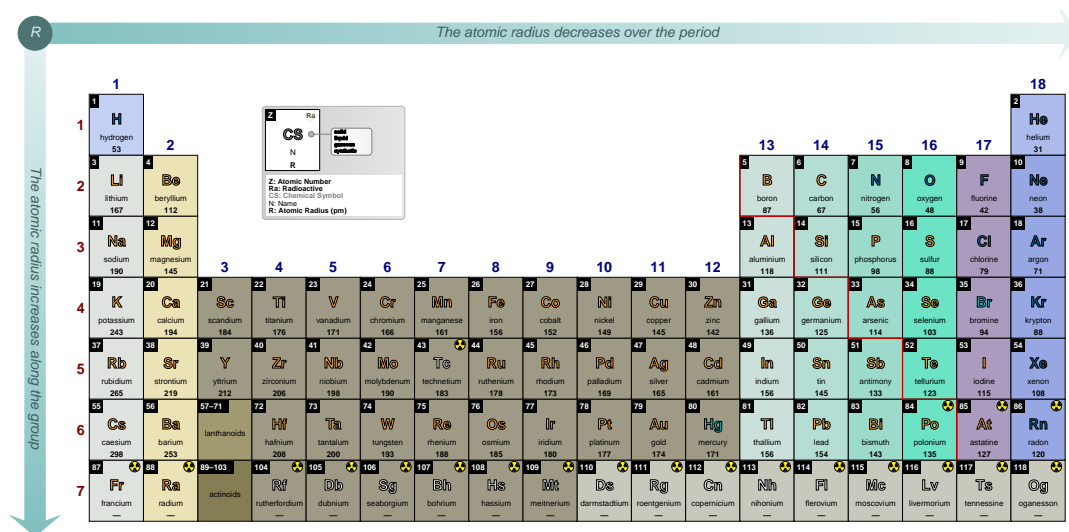 R
The atomic radius decreases over the period
The atomic radius increases along the group
1 18
1 H hydrogen 53
2 He helium 31
Z Ra
CS
N
R
solid
liquid
gaseous
synthetic
Z: Atomic Number
Ra: Radioactive
CS: Chemical Symbol
N: Name
R: Atomic Radius (pm)
1
2 13 14 15 16 17
2
3 Li lithium 167
4 Be beryllium 112
5 B boron 87
6 C carbon 67
7 N nitrogen 56
8 O oxygen 48
9 F fluorine 42
10 Ne neon 38
3
11 Na sodium 190
12 Mg magnesium 145
13 Al aluminium 118
14 Si silicon 111
15 P phosphorus 98
16 S sulfur 88
17 Cl chlorine 79
18 Ar argon 71
3 4 5 6 7 8 9 10 11 12
4
19 K potassium 243
20 Ca calcium 194
21 Sc scandium 184
22 Ti titanium 176
23 V vanadium 171
24 Cr chromium 166
25 Mn manganese 161
26 Fe iron 156
27 Co cobalt 152
28 Ni nickel 149
29 Cu copper 145
30 Zn zinc 142
31 Ga gallium 136
32 Ge germanium 125
33 As arsenic 114
34 Se selenium 103
35 Br bromine 94
36 Kr krypton 88
5
37 Rb rubidium 265
38 Sr strontium 219
39 Y yttrium 212
40 Zr zirconium 206
41 Nb niobium 198
42 Mo molybdenum 190
43 Tc technetium 183
44 Ru ruthenium 178
45 Rh rhodium 173
46 Pd palladium 169
47 Ag silver 165
48 Cd cadmium 161
49 In indium 156
50 Sn tin 145
51 Sb antimony 133
52 Te tellurium 123
53 I iodine 115
54 Xe xenon 108
6
55 Cs caesium 298
56 Ba barium 253
57–71 lanthanoids
72 Hf hafnium 208
73 Ta tantalum 200
74 W tungsten 193
75 Re rhenium 188
76 Os osmium 185
77 Ir iridium 180
78 Pt platinum 177
79 Au gold 174
80 Hg mercury 171
81 Tl thallium 156
82 Pb lead 154
83 Bi bismuth 143
84 Po polonium 135
85 At astatine 127
86 Rn radon 120
7
87 Fr francium —
88 Ra radium —
89–103 actinoids
104 Rf rutherfordium —
105 Db dubnium —
106 Sg seaborgium —
107 Bh bohrium —
108 Hs hassium —
109 Mt meitnerium —
110 Ds darmstadtium —
111 Rg roentgenium —
112 Cn copernicium —
113 Nh nihonium —
114 Fl flerovium —
115 Mc moscovium —
116 Lv livermorium —
117 Ts tennessine —
118 Og oganesson —